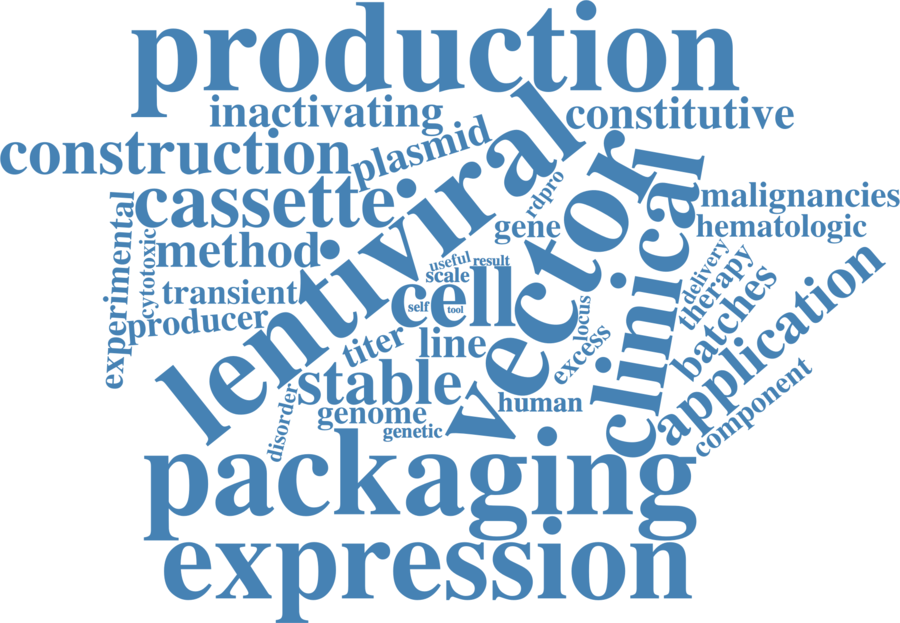 production
inactivating
constitutive
construction
plasmid
lentiviral
vector
clinical
rdpro
cassette
gene
malignancies
hematologic
experimental
cytotoxic
method
useful
result
scale
cell
self
tool
delivery
therapy
batches
application
transient
producer
titer
line
locus
excess
stable
human
component
disorder
genome
genetic
packaging
expression